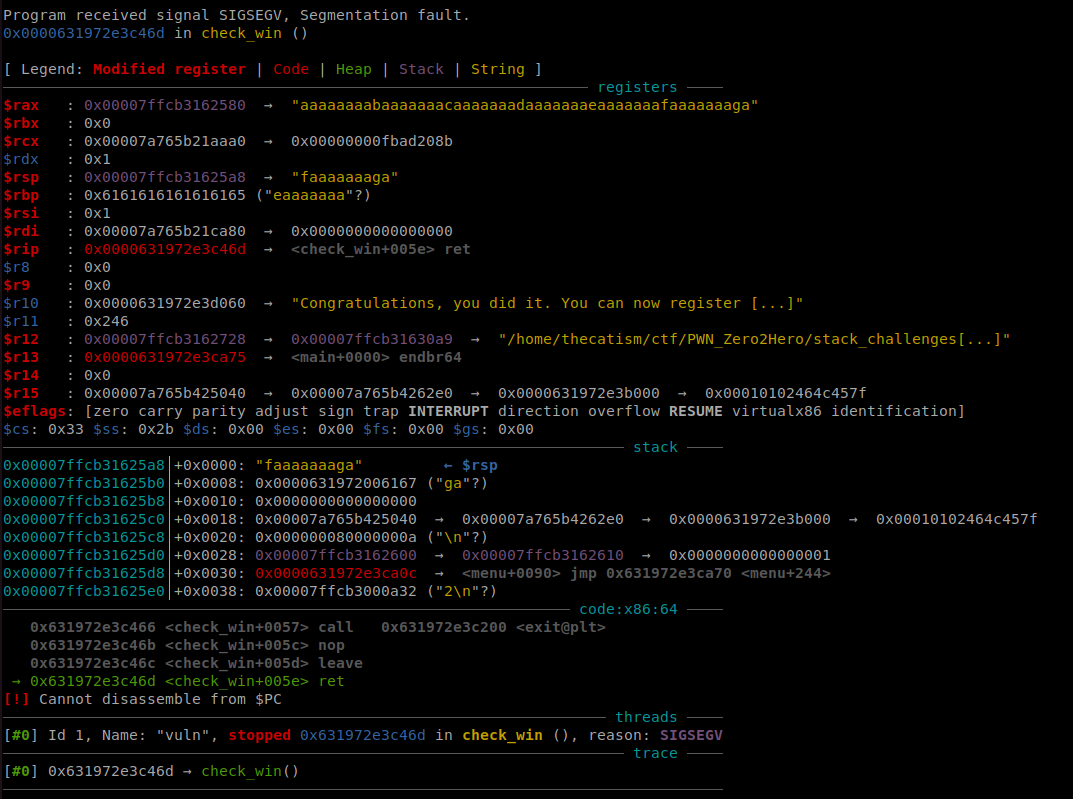 Program received signal SIGSEGV, Segmentation fault.
0x0000631972e3c46d in check_win ()
[ Legend: Modified register | Code | Heap | Stack | String ]
registers
$rax   : 0x00007ffcb3162580  →  "aaaaaaaabaaaaaaacaaaaaaadaaaaaaaeaaaaaaafaaaaaaaga"
$rbx   : 0x0
$rcx   : 0x00007a765b21aaa0  →  0x00000000fbad208b
$rdx   : 0x1
$rsp   : 0x00007ffcb31625a8  →  "faaaaaaaga"
$rbp   : 0x6161616161616165 ("eaaaaaaa"?)
$rsi   : 0x1
$rdi   : 0x00007a765b21ca80  →  0x0000000000000000
$rip   : 0x0000631972e3c46d  →  <check_win+005e> ret
$r8    : 0x0
$r9    : 0x0
$r10   : 0x0000631972e3d060  →  "Congratulations, you did it. You can now register [...]"
$r11   : 0x246
$r12   : 0x00007ffcb3162728  →  0x00007ffcb31630a9  →  "/home/thecatism/ctf/PWN_Zero2Hero/stack_challenges[...]"
$r13   : 0x0000631972e3ca75  →  <main+0000> endbr64
$r14   : 0x0
$r15   : 0x00007a765b425040  →  0x00007a765b4262e0  →  0x0000631972e3b000  →  0x00010102464c457f
$eflags: [zero carry parity adjust sign trap INTERRUPT direction overflow RESUME virtualx86 identification]
$cs: 0x33 $ss: 0x2b $ds: 0x00 $es: 0x00 $fs: 0x00 $gs: 0x00
stack
0x00007ffcb31625a8│+0x0000: "faaaaaaaga"         ← $rsp
0x00007ffcb31625b0│+0x0008: 0x0000631972006167 ("ga"?)
0x00007ffcb31625b8│+0x0010: 0x0000000000000000
0x00007ffcb31625c0│+0x0018: 0x00007a765b425040  →  0x00007a765b4262e0  →  0x0000631972e3b000  →  0x00010102464c457f
0x00007ffcb31625c8│+0x0020: 0x000000080000000a ("\n"?)
0x00007ffcb31625d0│+0x0028: 0x00007ffcb3162600  →  0x00007ffcb3162610  →  0x0000000000000001
0x00007ffcb31625d8│+0x0030: 0x0000631972e3ca0c  →  <menu+0090> jmp 0x631972e3ca70 <menu+244>
0x00007ffcb31625e0│+0x0038: 0x00007ffcb3000a32 ("2\n"?)
code:x86:64
0x631972e3c466 <check_win+0057> call   0x631972e3c200 <exit@plt>
0x631972e3c46b <check_win+005c> nop
0x631972e3c46c <check_win+005d> leave
→ 0x631972e3c46d <check_win+005e> ret
[!] Cannot disassemble from $PC
threads
[#0] Id 1, Name: "vuln", stopped 0x631972e3c46d in check_win (), reason: SIGSEGV
trace
[#0] 0x631972e3c46d → check_win()